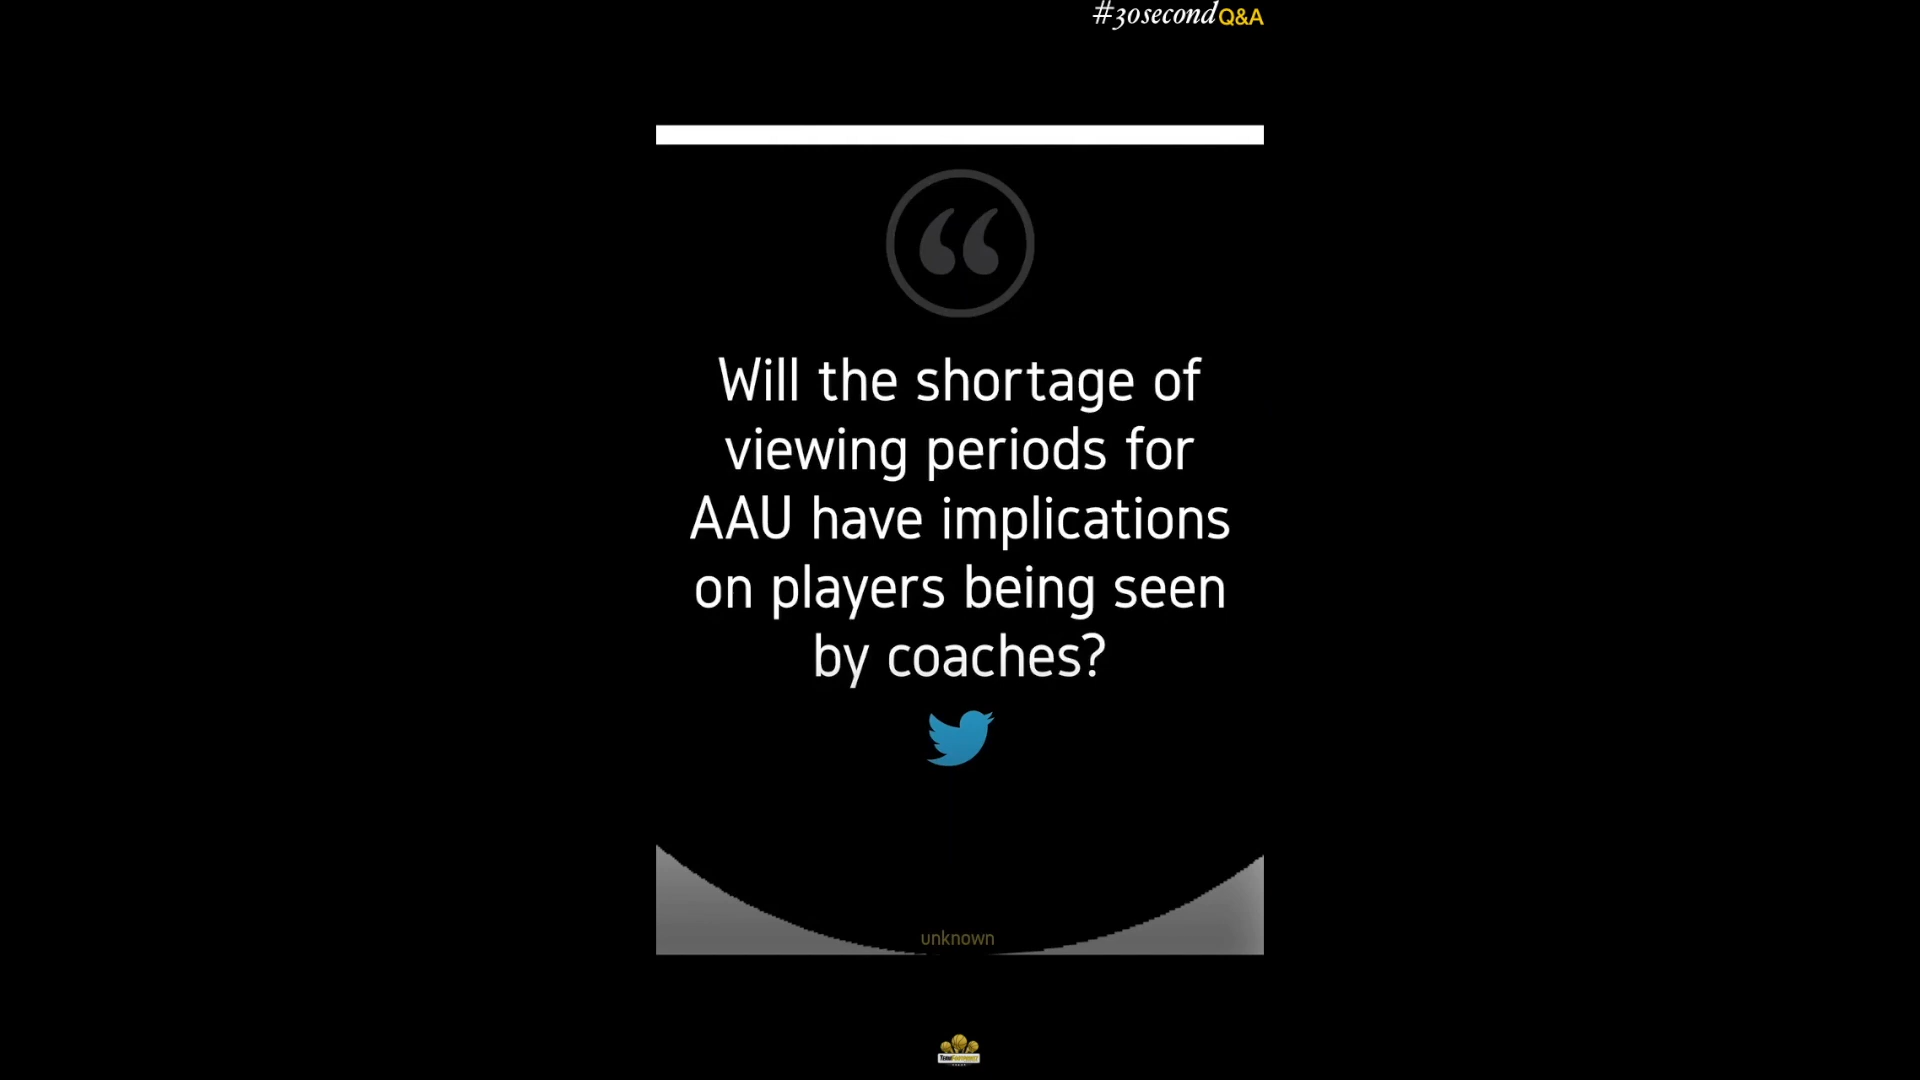 #30secondQ&A
Will the shortage of
viewing periods for
AAU have implications
on players being seen
by coaches?
unknown